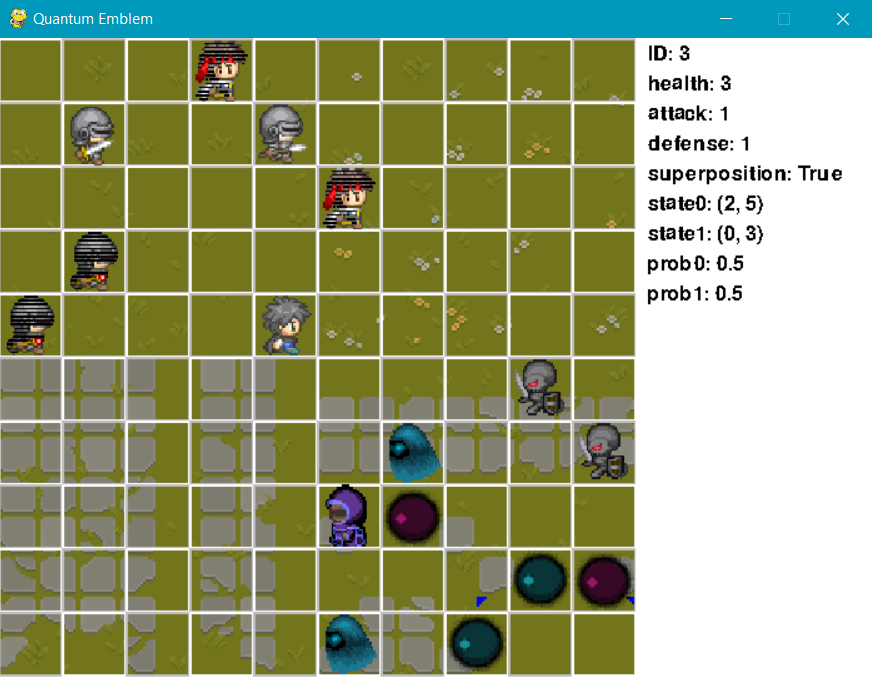 Quantum Emblem
ID: 3
health: 3
attack: 1
defense: 1
superposition: True
state0: (2, 5)
state1: (0, 3)
prob0: 0.5
prob1: 0.5